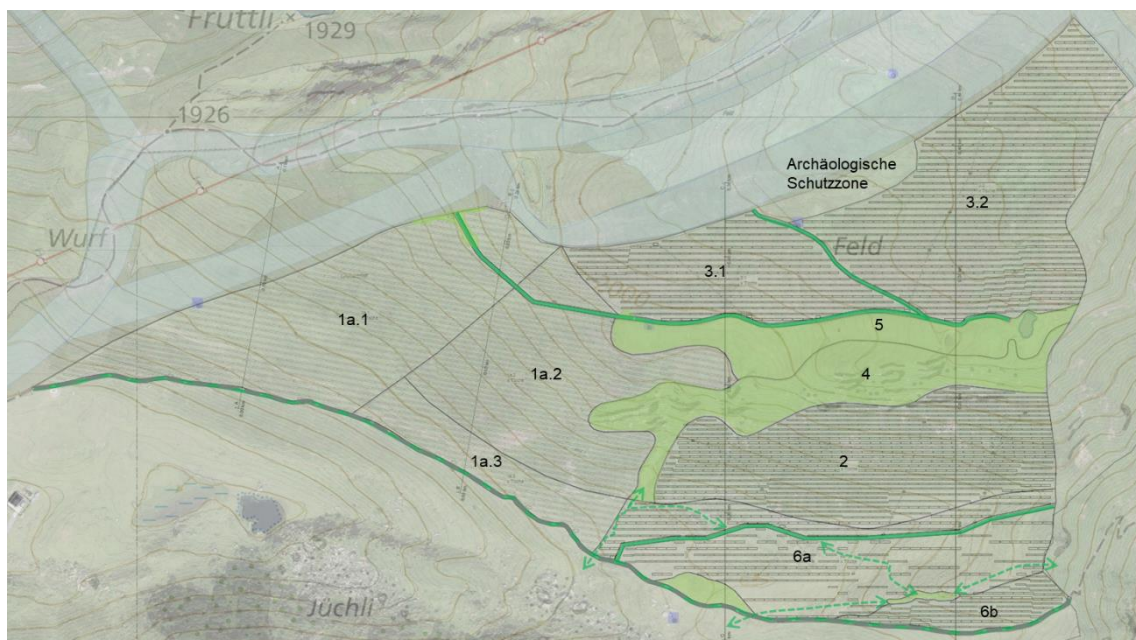 Fruttli
1929
1926
Archäologische
Schutzzone
3.2
Wurf
Feld
3.1
1a.1
5
1a.2
4
1a.3
2
6a
Jüchli
6b